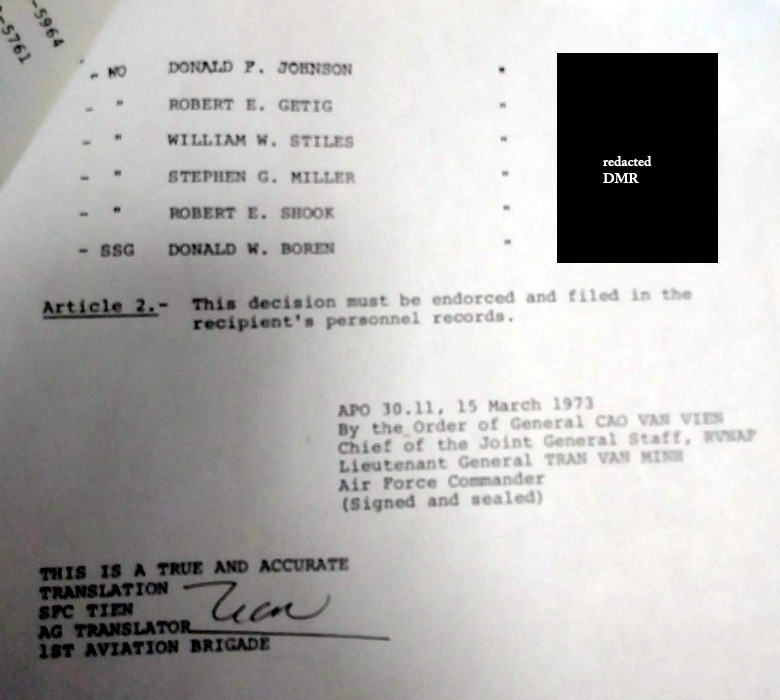 -5964
-5761
- WO DONALD F. JOHNSON "
- " ROBERT E. GETIG "
- " WILLIAM W. STILES "
- " STEPHEN G. MILLER "
- " ROBERT E. SHOOK "
- SSG DONALD W. BOREN "
redacted
DMR
Article 2.- This decision must be endorced and filed in the
recipient's personnel records.
APO 30.11, 15 March 1973
By the Order of General CAO VAN VIEN
Chief of the Joint General Staff, RVNAF
Lieutenant General TRAN VAN MINH
Air Force Commander
(Signed and sealed)
THIS IS A TRUE AND ACCURATE
TRANSLATION
SFC TIEN
AG TRANSLATOR
1ST AVIATION BRIGADE
Tien